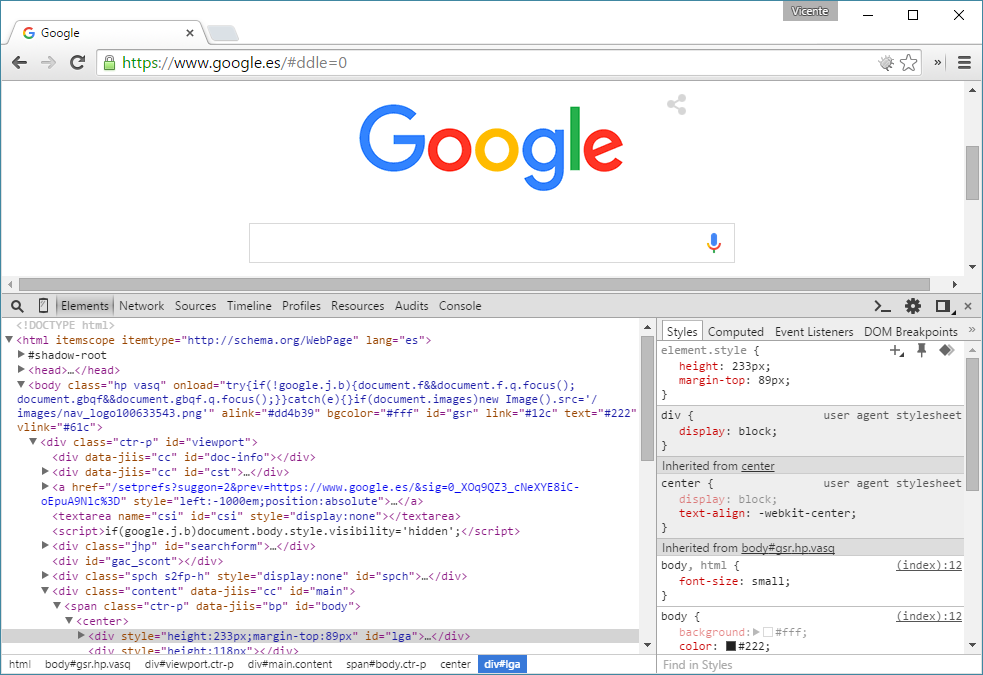 Vicente
Google
https://www.google.es/#ddle=0
»
Google
Elements Network Sources Timeline Profiles Resources Audits Console
<!DOCTYPE html>
<html itemscope itemtype="http://schema.org/WebPage" lang="es">
#shadow-root
<head>…</head>
<body class="hp vasq" onload="try{if(!google.j.b){document.f&&document.f.q.focus();
document.gbqf&&document.gbqf.q.focus();}}catch(e){}if(document.images)new Image().src='/
images/nav_logo100633543.png'" alink="#dd4b39" bgcolor="#fff" id="gsr" link="#12c" text="#222"
vlink="#61c">
<div class="ctr-p" id="viewport">
<div data-jiis="cc" id="doc-info"></div>
<div data-jiis="cc" id="cst">…</div>
<a href="/setprefs?suggon=2&prev=https://www.google.es/&sig=0_XOq9QZ3_cNeXYE8iC-
oEpuA9Nlc%3D" style="left:-1000em;position:absolute">…</a>
<textarea name="csi" id="csi" style="display:none"></textarea>
<script>if(google.j.b)document.body.style.visibility='hidden';</script>
<div class="jhp" id="searchform">…</div>
<div id="gac_scont"></div>
<div class="spch s2fp-h" style="display:none" id="spch">…</div>
<div class="content" data-jiis="cc" id="main">
<span class="ctr-p" data-jiis="bp" id="body">
<center>
<div style="height:233px;margin-top:89px" id="lga">…</div>
<div style="height:118px"></div>
html body#gsr.hp.vasq div#viewport.ctr-p div#main.content span#body.ctr-p center div#lga
Styles Computed Event Listeners DOM Breakpoints »
element.style {
height: 233px;
margin-top: 89px;
}
div { user agent stylesheet
display: block;
}
Inherited from center
center { user agent stylesheet
display: block;
text-align: -webkit-center;
}
Inherited from body#gsr.hp.vasq
body, html { (index):12
font-size: small;
}
body { (index):12
background: #fff;
color: #222;
Find in Styles